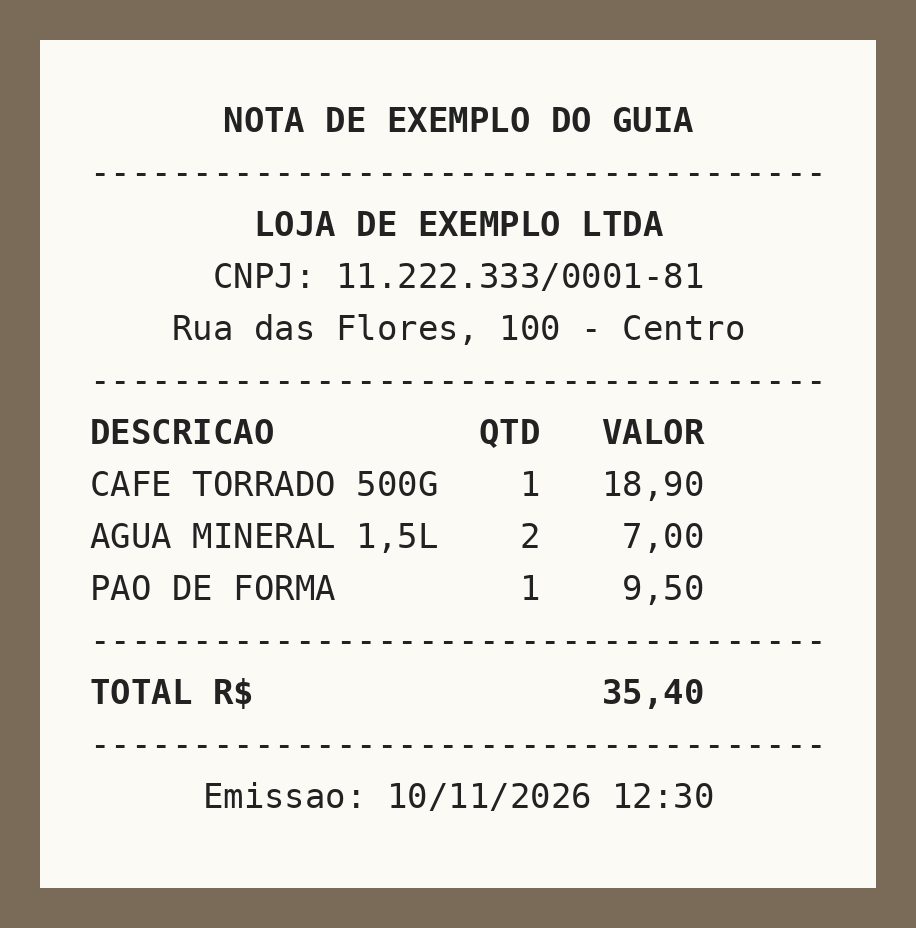 NOTA DE EXEMPLO DO GUIA
------------------------------------
LOJA DE EXEMPLO LTDA
CNPJ: 11.222.333/0001-81
Rua das Flores, 100 - Centro
------------------------------------
DESCRICAO QTD VALOR
CAFE TORRADO 500G 1 18,90
AGUA MINERAL 1,5L 2 7,00
PAO DE FORMA 1 9,50
------------------------------------
TOTAL R$ 35,40
------------------------------------
Emissao: 10/11/2026 12:30